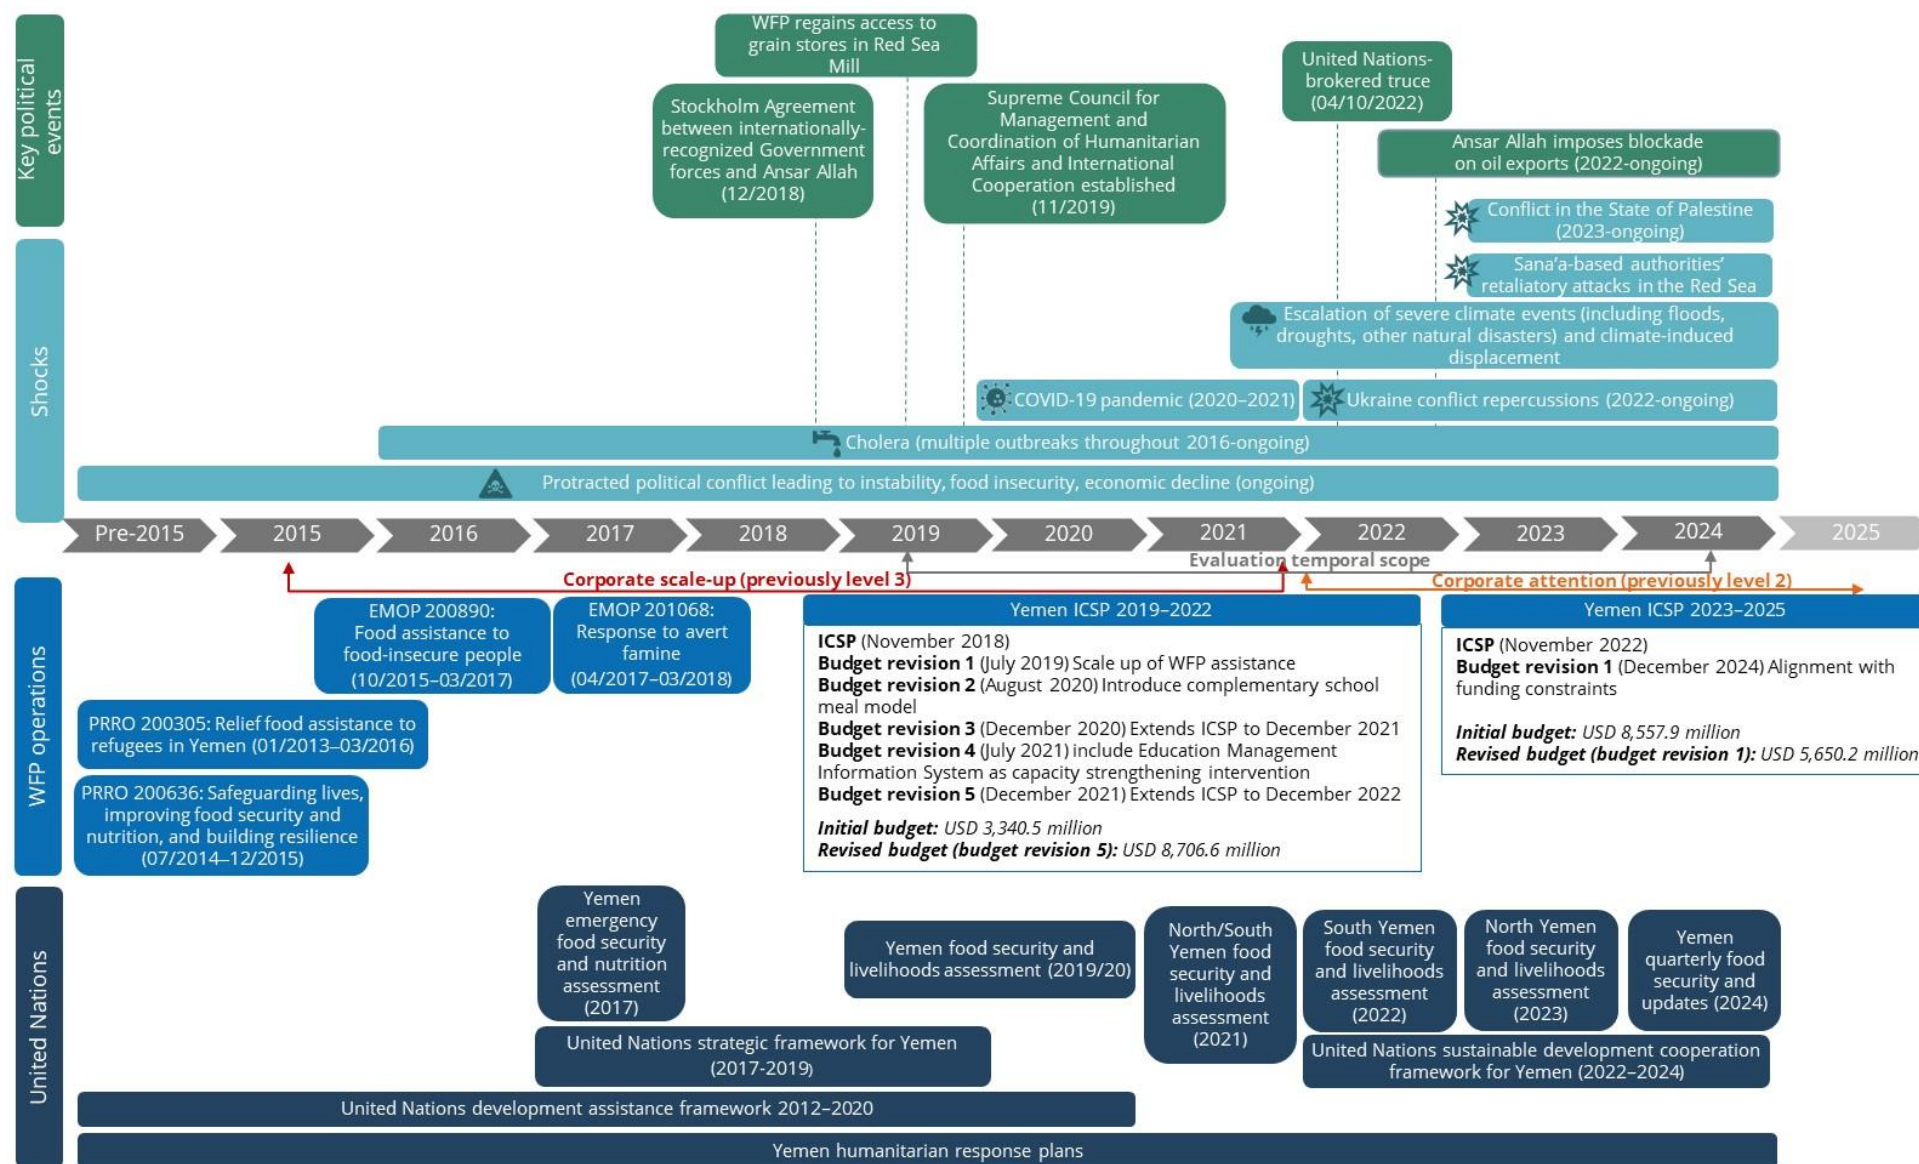 Key political
events
WFP regains access to
grain stores in Red Sea
Mill
Stockholm Agreement
between internationally-
recognized Government
forces and Ansar Allah
(12/2018)
Supreme Council for
Management and
Coordination of Humanitarian
Affairs and International
Cooperation established
(11/2019)
United Nations-
brokered truce
(04/10/2022)
Ansar Allah imposes blockade
on oil exports (2022-ongoing)
Shocks
Conflict in the State of Palestine
(2023-ongoing)
Sana’a-based authorities’
retaliatory attacks in the Red Sea
Escalation of severe climate events (including floods,
droughts, other natural disasters) and climate-induced
displacement
COVID-19 pandemic (2020–2021)
Ukraine conflict repercussions (2022-ongoing)
Cholera (multiple outbreaks throughout 2016-ongoing)
Protracted political conflict leading to instability, food insecurity, economic decline (ongoing)
Pre-2015 2015 2016 2017 2018 2019 2020 2021 2022 2023 2024 2025
Evaluation temporal scope
Corporate scale-up (previously level 3)
Corporate attention (previously level 2)
WFP operations
EMOP 200890:
Food assistance to
food-insecure people
(10/2015–03/2017)
EMOP 201068:
Response to avert
famine
(04/2017–03/2018)
PRRO 200305: Relief food assistance to
refugees in Yemen (01/2013–03/2016)
PRRO 200636: Safeguarding lives,
improving food security and
nutrition, and building resilience
(07/2014–12/2015)
Yemen ICSP 2019–2022
ICSP (November 2018)
Budget revision 1 (July 2019) Scale up of WFP assistance
Budget revision 2 (August 2020) Introduce complementary school
meal model
Budget revision 3 (December 2020) Extends ICSP to December 2021
Budget revision 4 (July 2021) include Education Management
Information System as capacity strengthening intervention
Budget revision 5 (December 2021) Extends ICSP to December 2022
Initial budget: USD 3,340.5 million
Revised budget (budget revision 5): USD 8,706.6 million
Yemen ICSP 2023–2025
ICSP (November 2022)
Budget revision 1 (December 2024) Alignment with
funding constraints
Initial budget: USD 8,557.9 million
Revised budget (budget revision 1): USD 5,650.2 million
United Nations
Yemen
emergency
food security
and nutrition
assessment
(2017)
Yemen food security and
livelihoods assessment (2019/20)
North/South
Yemen food
security and
livelihoods
assessment
(2021)
South Yemen
food security
and livelihoods
assessment
(2022)
North Yemen
food security
and livelihoods
assessment
(2023)
Yemen
quarterly food
security and
updates (2024)
United Nations strategic framework for Yemen
(2017-2019)
United Nations sustainable development cooperation
framework for Yemen (2022–2024)
United Nations development assistance framework 2012–2020
Yemen humanitarian response plans